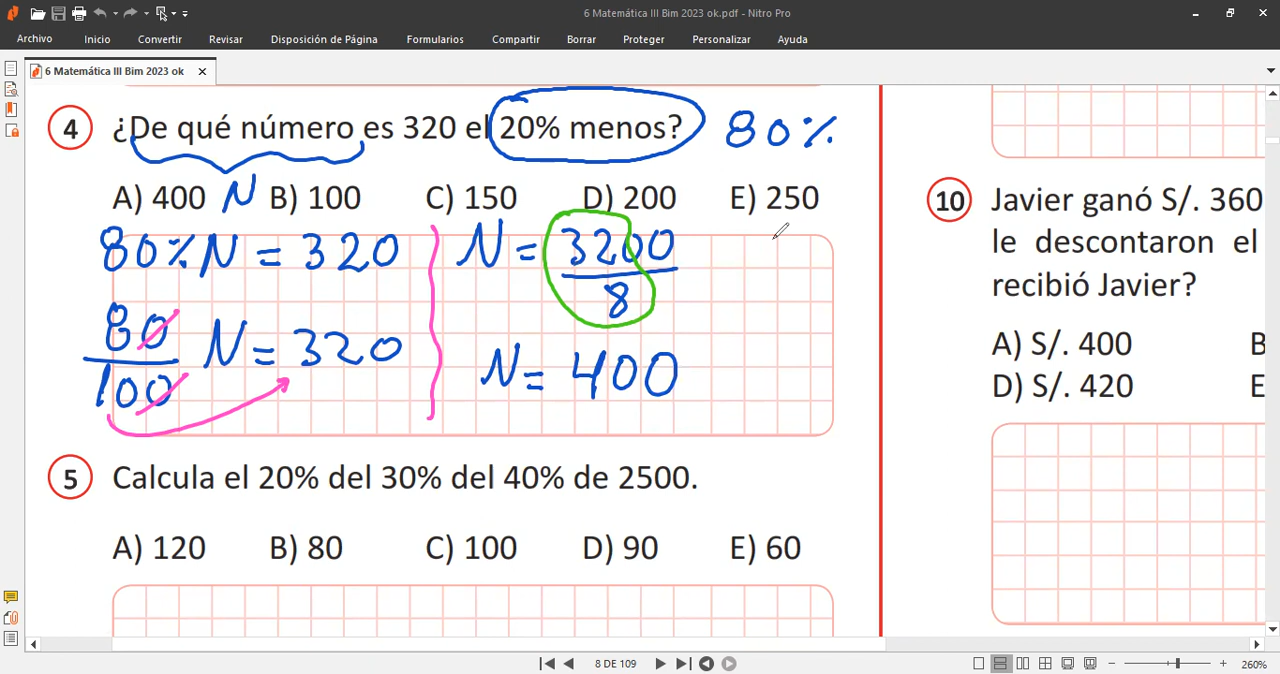 6 Matemática III Bim 2023 ok.pdf - Nitro Pro
Archivo Inicio Convertir Revisar Disposición de Página Formularios Compartir Borrar Proteger Personalizar Ayuda
6 Matemática III Bim 2023 ok ×
4 ¿De qué número es 320 el 20% menos? 80%
A) 400 N B) 100 C) 150 D) 200 E) 250
80% N = 320
80/100 N = 320
N = 3200/8
N = 400
5 Calcula el 20% del 30% del 40% de 2500.
A) 120 B) 80 C) 100 D) 90 E) 60
10 Javier ganó S/. 360
le descontaron el
recibió Javier?
A) S/. 400 B
D) S/. 420 E
8 DE 109
260%